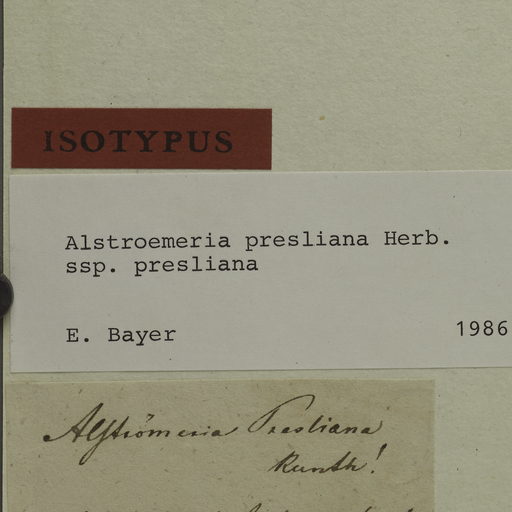 ISOTYPUS
Alstroemeria presliana Herb.
ssp. presliana
E. Bayer 1986
Alströmeria Presliana
Kunth!